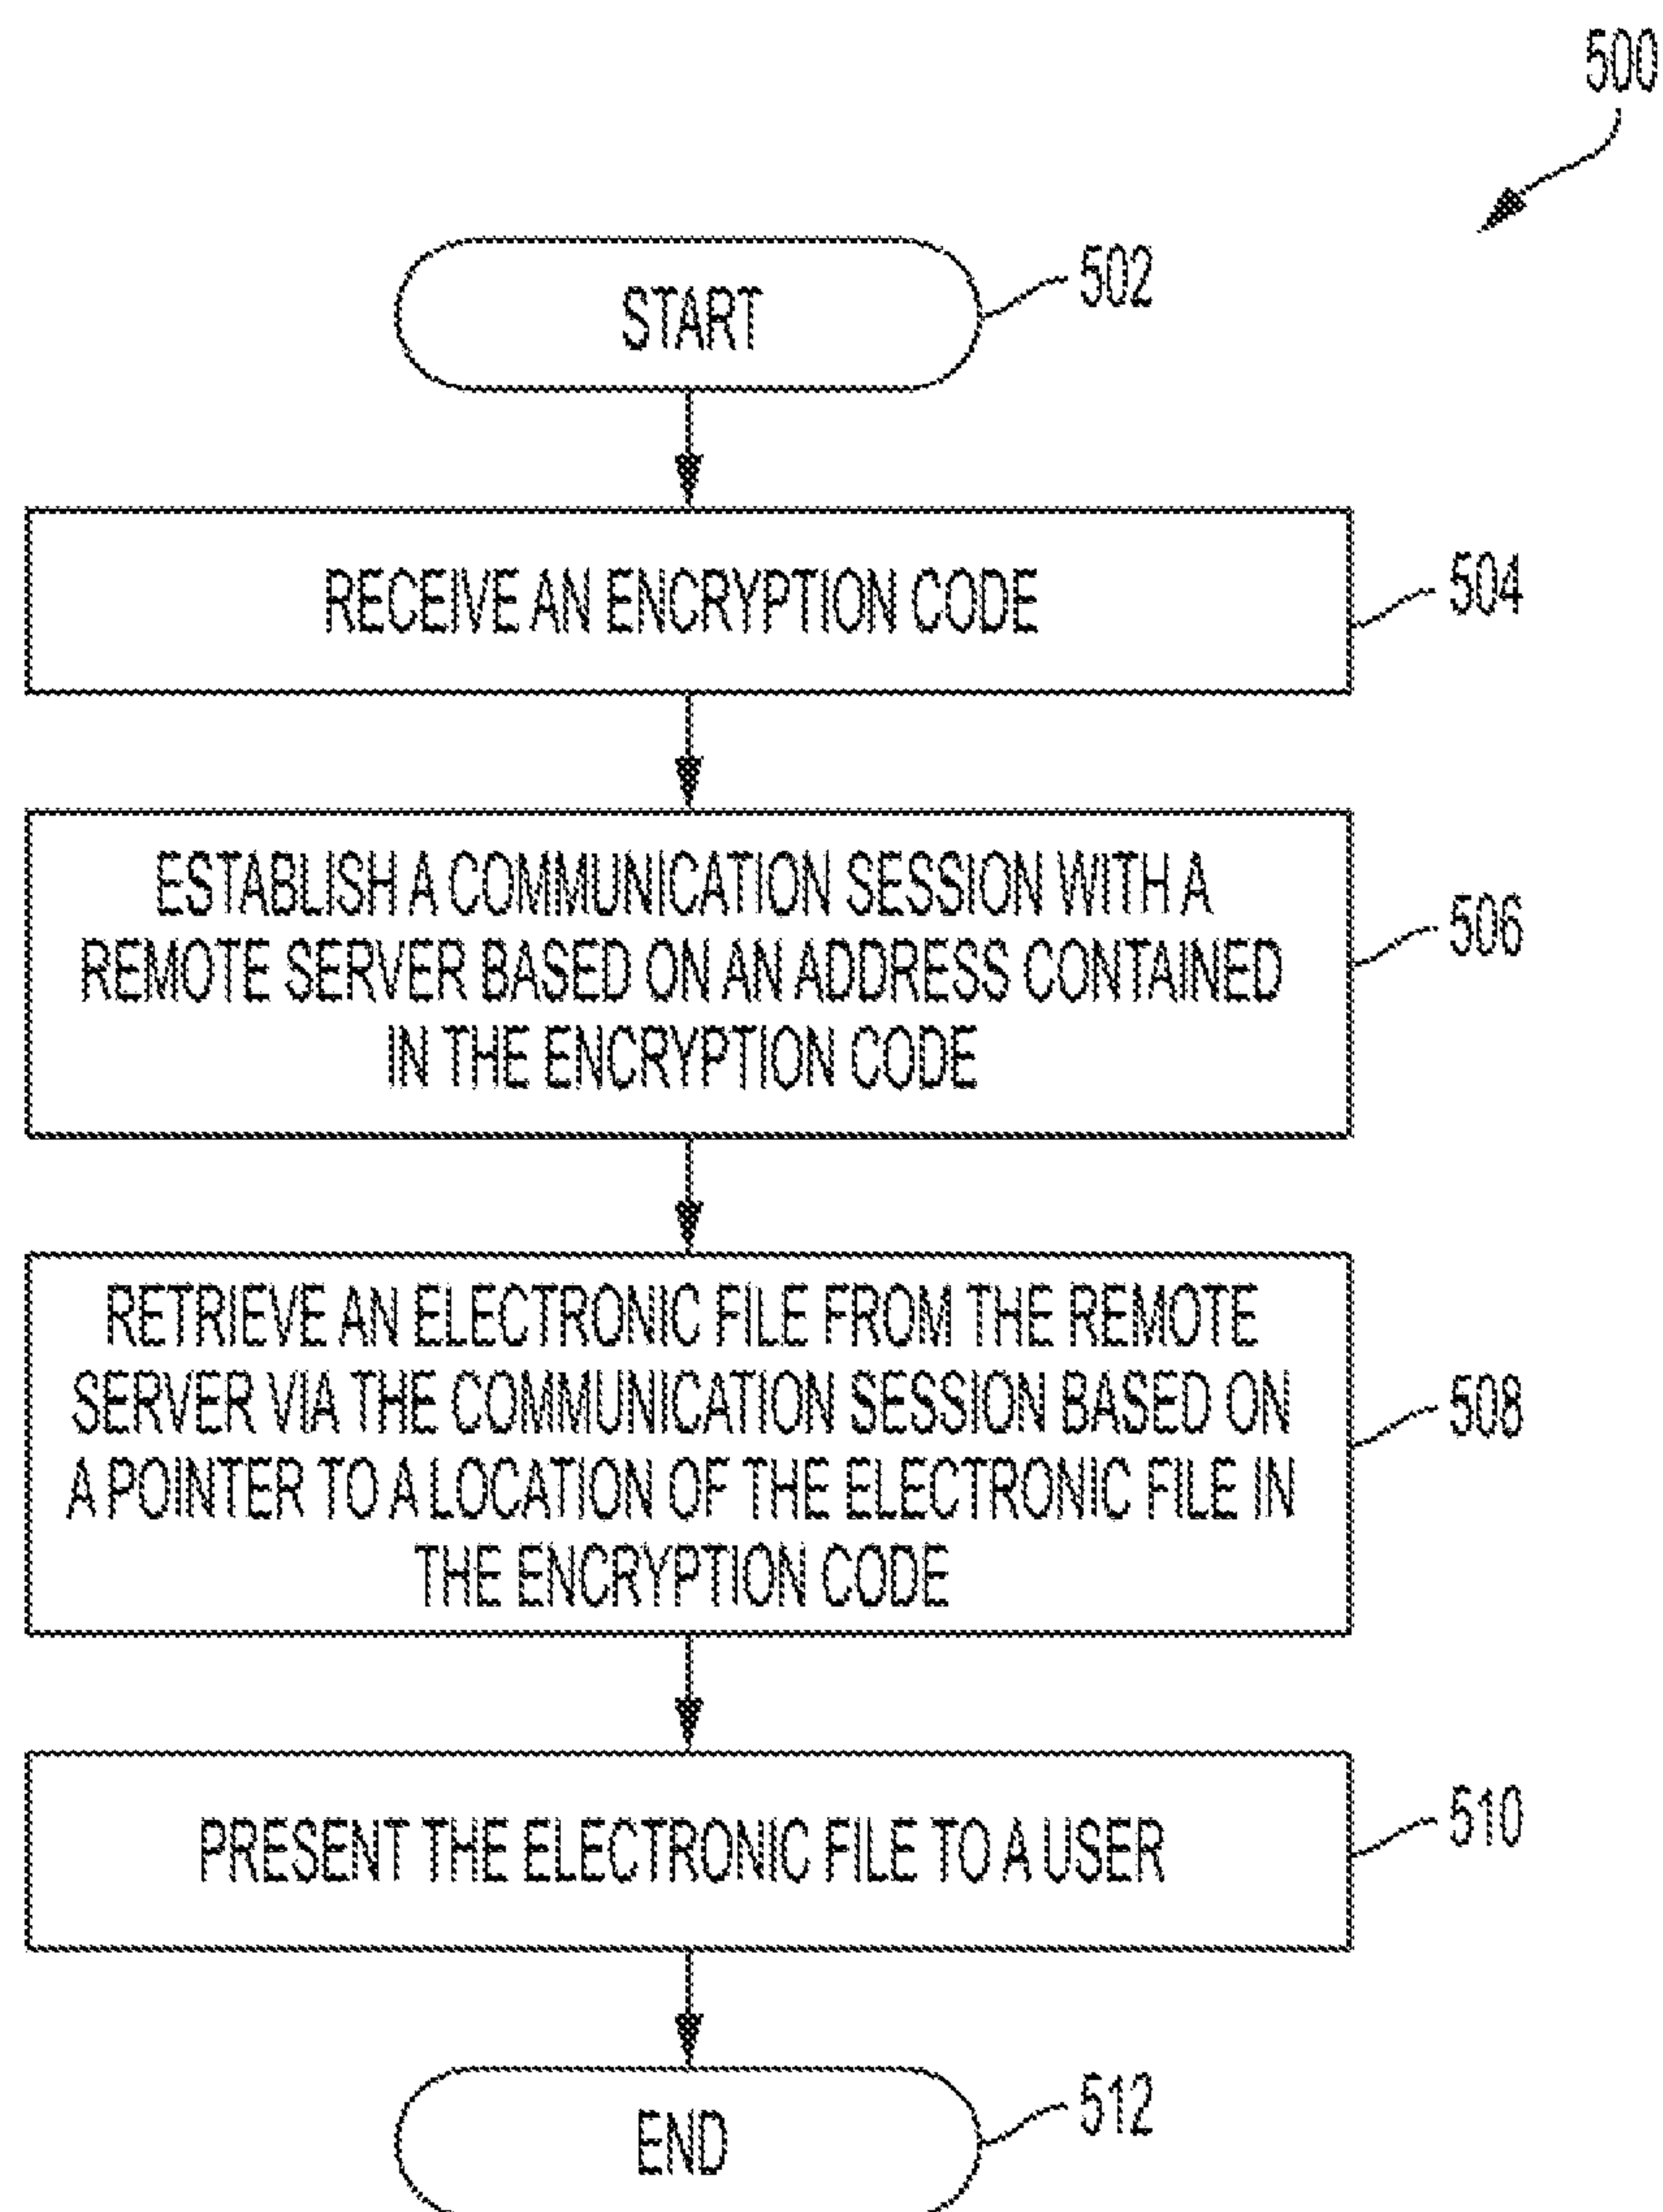 500
START
502
RECEIVE AN ENCRYPTION CODE
504
ESTABLISH A COMMUNICATION SESSION WITH A
REMOTE SERVER BASED ON AN ADDRESS CONTAINED
IN THE ENCRYPTION CODE
506
RETRIEVE AN ELECTRONIC FILE FROM THE REMOTE
SERVER VIA THE COMMUNICATION SESSION BASED ON
A POINTER TO A LOCATION OF THE ELECTRONIC FILE IN
THE ENCRYPTION CODE
508
PRESENT THE ELECTRONIC FILE TO A USER
510
END
512